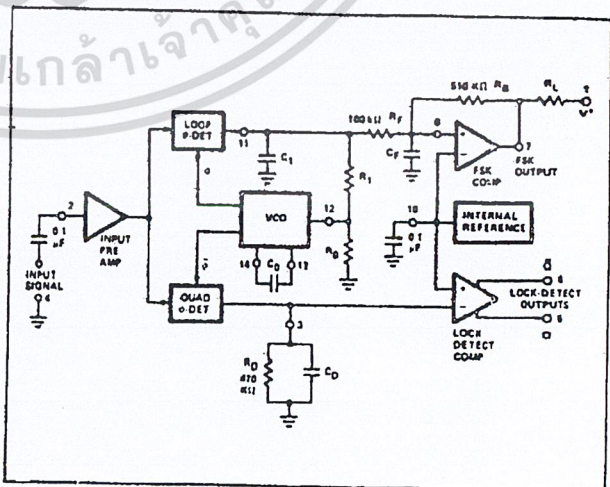 กเกล้าเจ้าคุ
510 KΩ R_B
R_L
V⁺
LOOP
φ-DET
11
100 kΩ R_F
8
C_1
C_F
7
FSK
OUTPUT
FSK
COMP
R_1
2
INPUT
PRE
AMP
VCO
12
10
INTERNAL
REFERENCE
0.1
μF
R_0
0.1
μF
14
C_0
13
INPUT
SIGNAL
4
QUAD
φ-DET
6
LOCK-DETECT
OUTPUTS
5
Q
3
LOCK
DETECT
COMP
R_D
470
KΩ
C_D